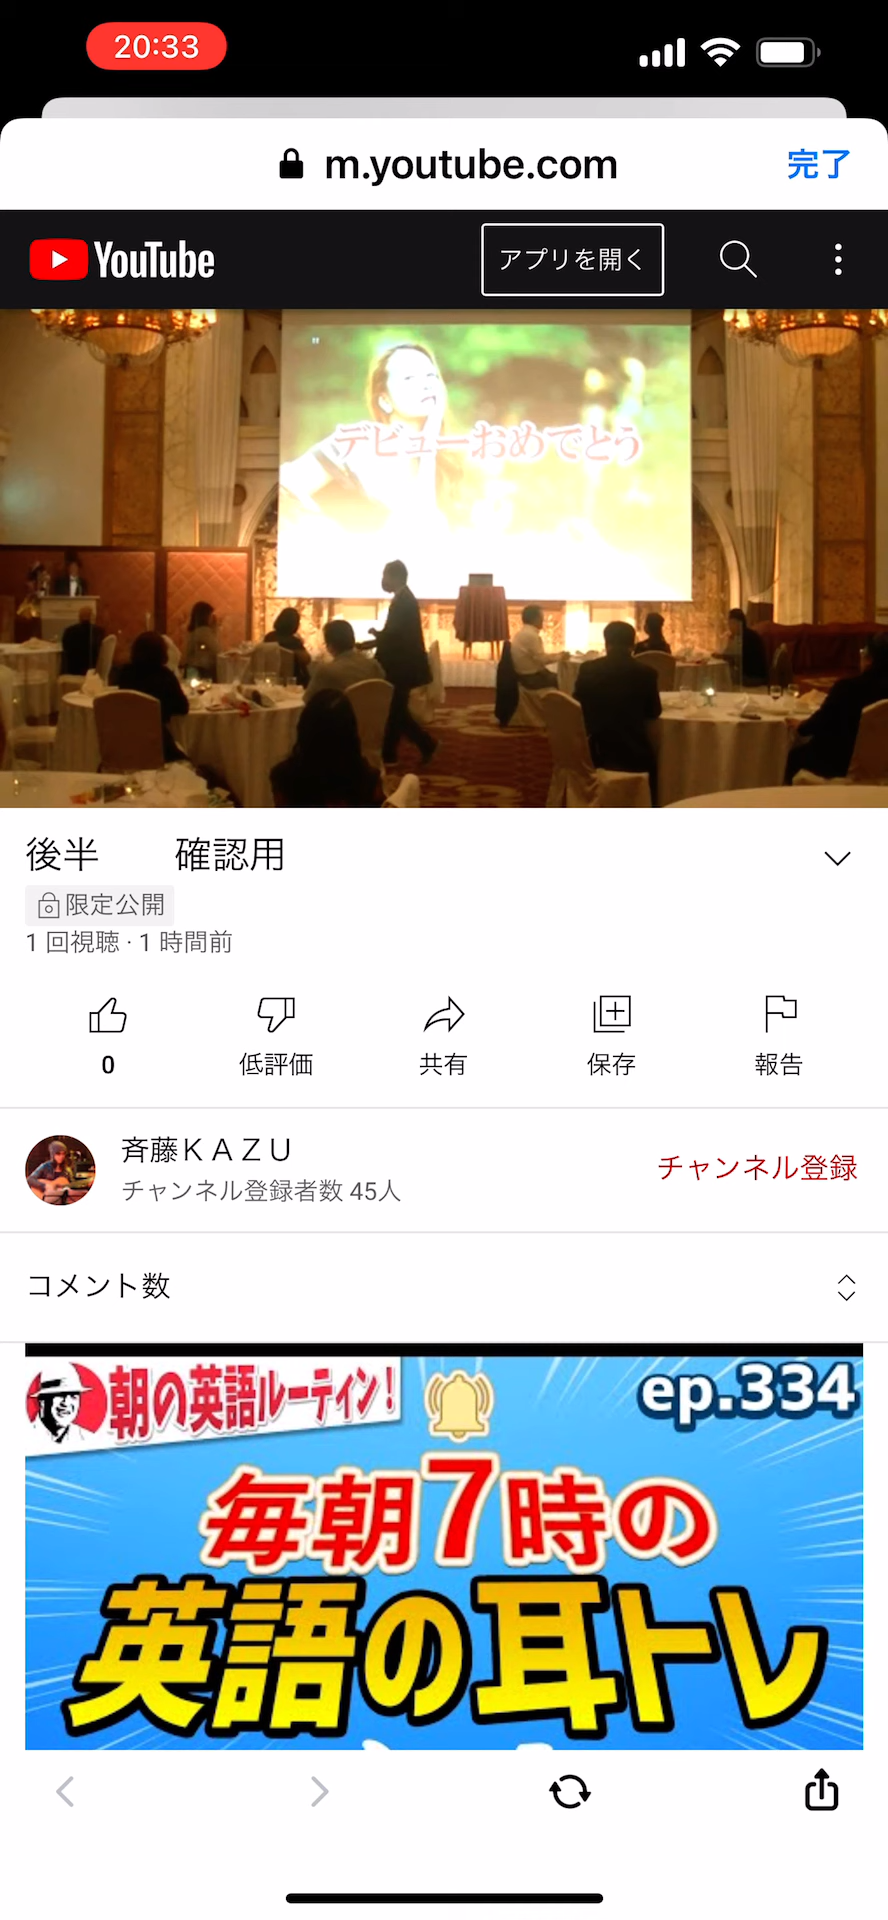 20:33
m.youtube.com
完了
YouTube
アプリを開く
デビューおめでとう
後半 確認用
限定公開
1 回視聴 · 1 時間前
0
低評価
共有
保存
報告
斉藤ＫＡＺＵ
チャンネル登録者数 45人
チャンネル登録
コメント数
朝の英語ルーティン!
ep.334
毎朝7時の
英語の耳トレ